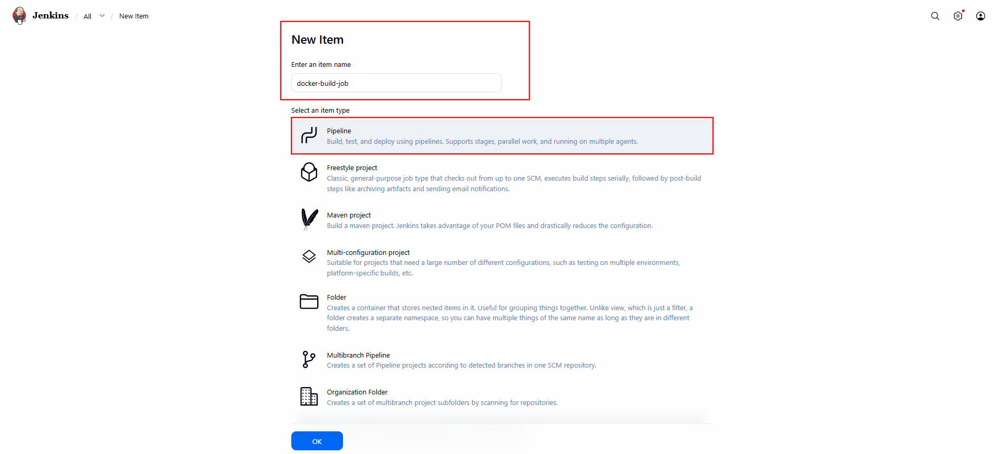 Jenkins / All / New Item
New Item
Enter an item name
docker-build-job
Select an item type
Pipeline
Build, test, and deploy using pipelines. Supports stages, parallel work, and running on multiple agents.
Freestyle project
Classic, general-purpose job type that checks out from up to one SCM, executes build steps serially, followed by post-build
steps like archiving artifacts and sending email notifications.
Maven project
Build a maven project. Jenkins takes advantage of your POM files and drastically reduces the configuration.
Multi-configuration project
Suitable for projects that need a large number of different configurations, such as testing on multiple environments,
platform-specific builds, etc.
Folder
Creates a container that stores nested items in it. Useful for grouping things together. Unlike view, which is just a filter, a
folder creates a separate namespace, so you can have multiple things of the same name as long as they are in different
folders.
Multibranch Pipeline
Creates a set of Pipeline projects according to detected branches in one SCM repository.
Organization Folder
Creates a set of multibranch project subfolders by scanning for repositories.
OK